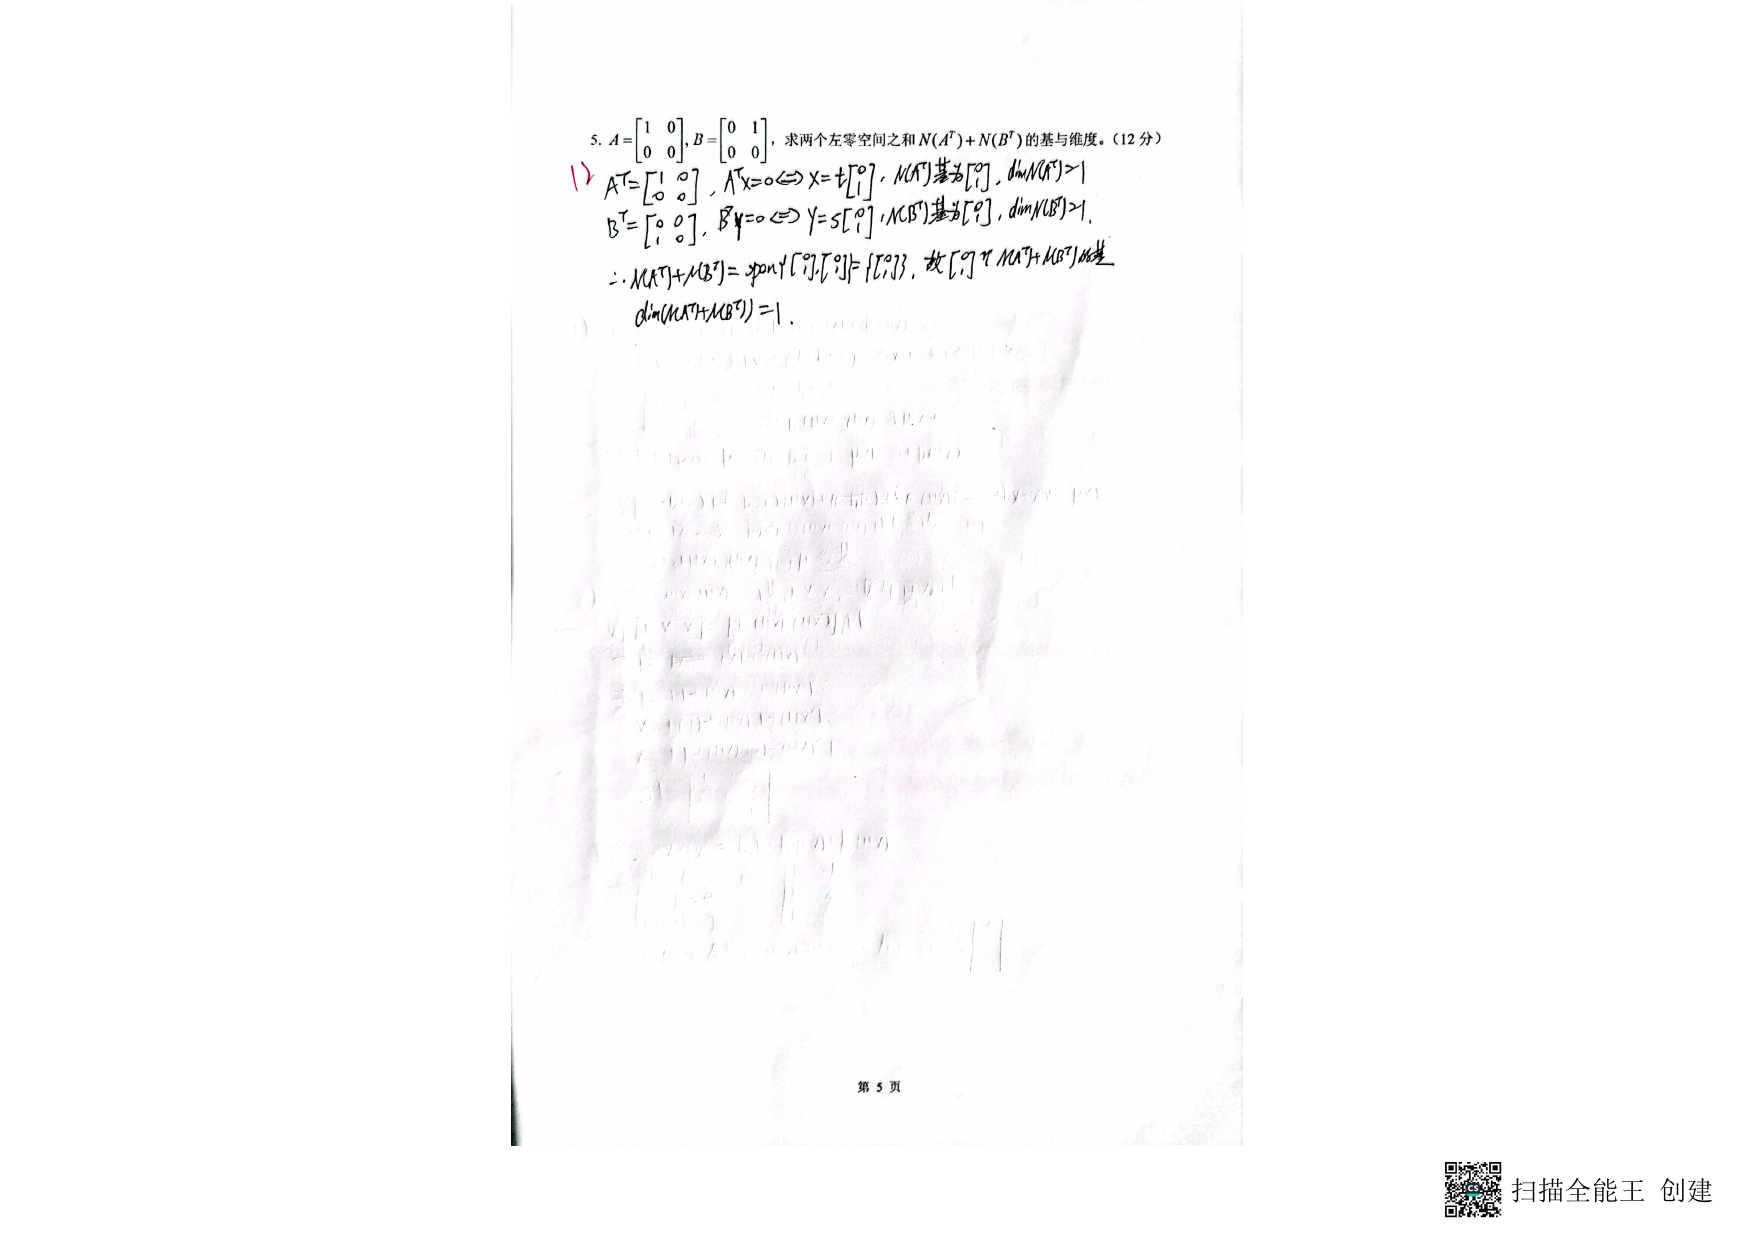 5. A=[1 0; 0 0], B=[0 1; 0 0]，求两个左零空间之和 N(Aᵀ)+N(Bᵀ) 的基与维度。（12 分）
12
Aᵀ=[1 0; 0 0], Aᵀx=0⇔x=t[0; 1], N(Aᵀ)基为[0; 1], dimN(Aᵀ)=1
Bᵀ=[0 0; 1 0], Bᵀy=0⇔y=s[0; 1], N(Bᵀ)基为[0; 1], dimN(Bᵀ)=1.
∴N(Aᵀ)+N(Bᵀ)=span{[0; 1],[0; 1]}={[0; 1]}, 故[0; 1]为N(Aᵀ)+N(Bᵀ)的基
dim(N(Aᵀ)+N(Bᵀ))=1.
第 5 页
扫描全能王 创建